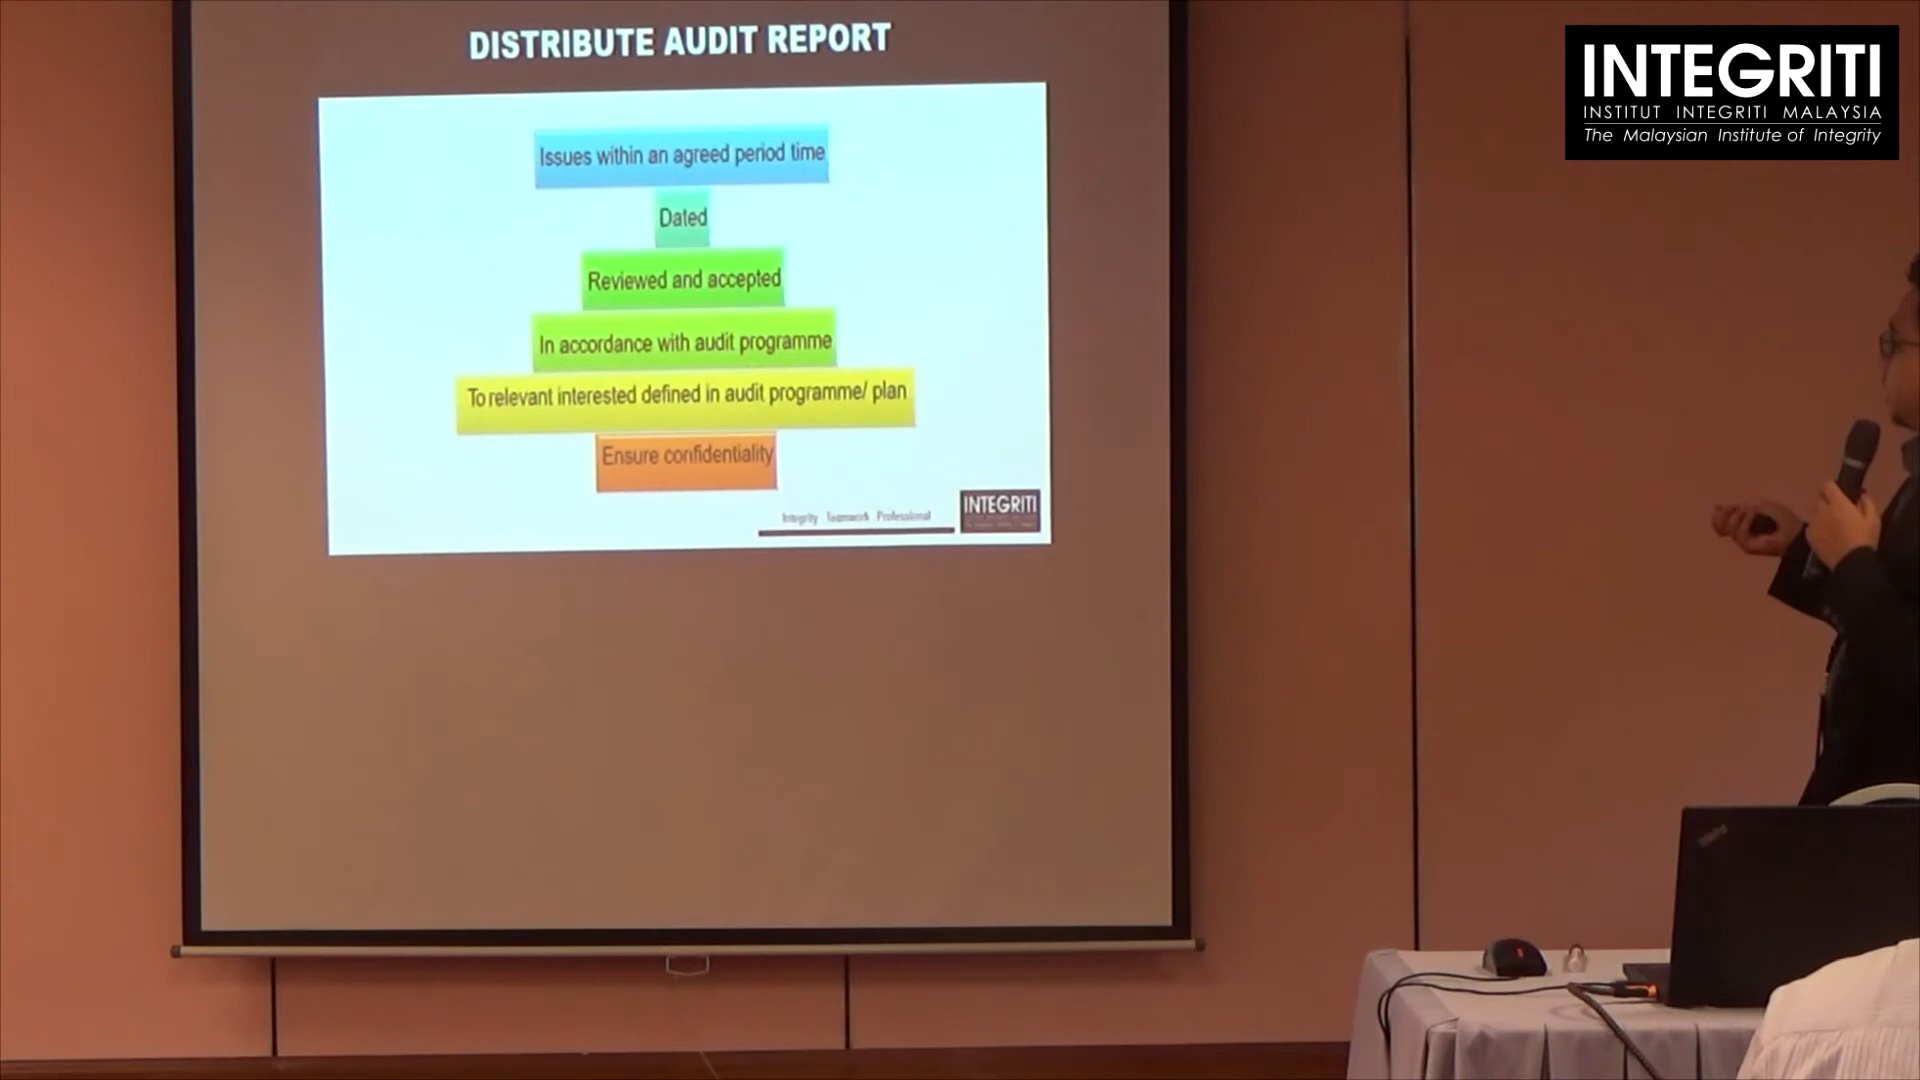 DISTRIBUTE AUDIT REPORT
Issues within an agreed period time
Dated
Reviewed and accepted
In accordance with audit programme
To relevant interested defined in audit programme/ plan
Ensure confidentiality
Integrity Teamwork Professional
INTEGRITI
INTEGRITI
INSTITUT INTEGRITI MALAYSIA
The Malaysian Institute of Integrity
ThinkPad